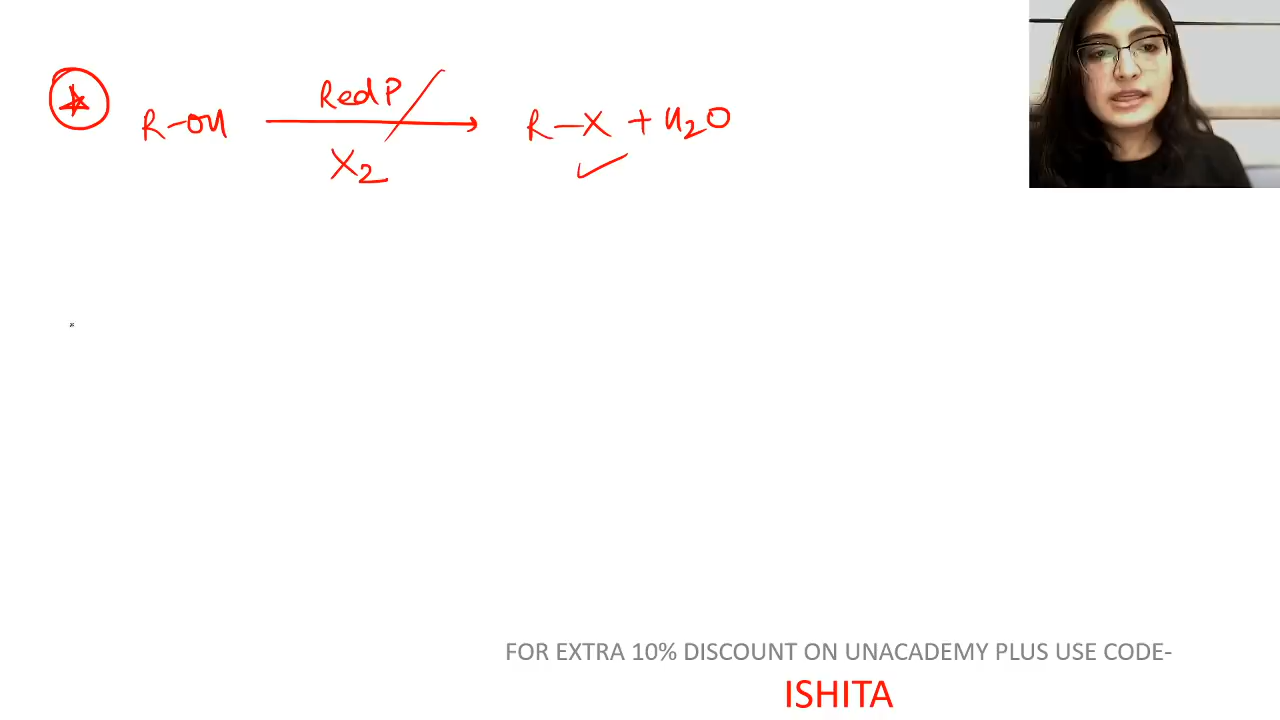 Red P
R-OH → R-X + H2O
X2
FOR EXTRA 10% DISCOUNT ON UNACADEMY PLUS USE CODE-
ISHITA